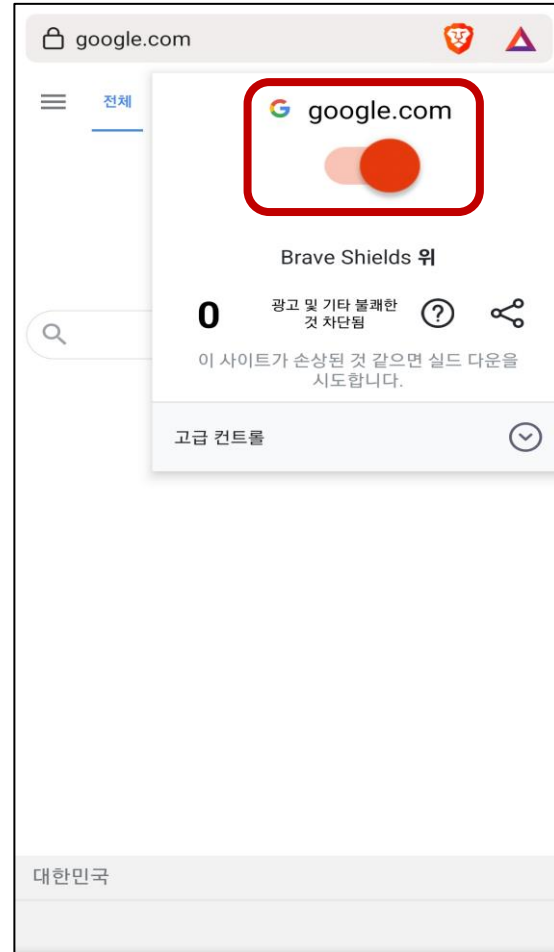 google.com
전체
google.com
Brave Shields 위
0
광고 및 기타 불쾌한
것 차단됨
이 사이트가 손상된 것 같으면 실드 다운을
시도합니다.
고급 컨트롤
대한민국